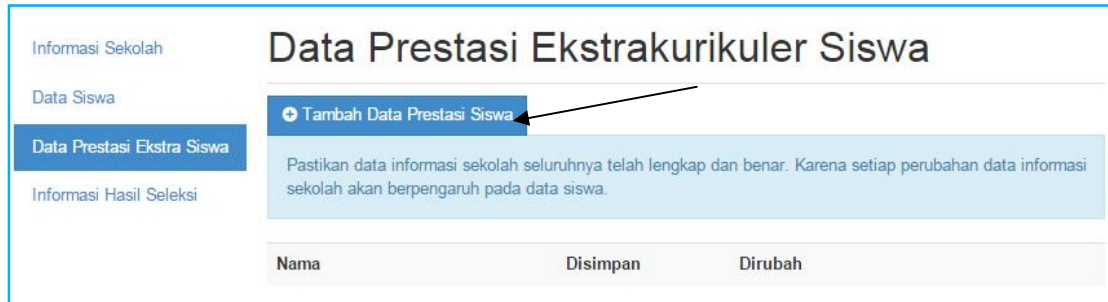 Informasi Sekolah
Data Siswa
Data Prestasi Ekstra Siswa
Informasi Hasil Seleksi
Data Prestasi Ekstrakurikuler Siswa
Tambah Data Prestasi Siswa
Pastikan data informasi sekolah seluruhnya telah lengkap dan benar. Karena setiap perubahan data informasi
sekolah akan berpengaruh pada data siswa.
Nama Disimpan Dirubah